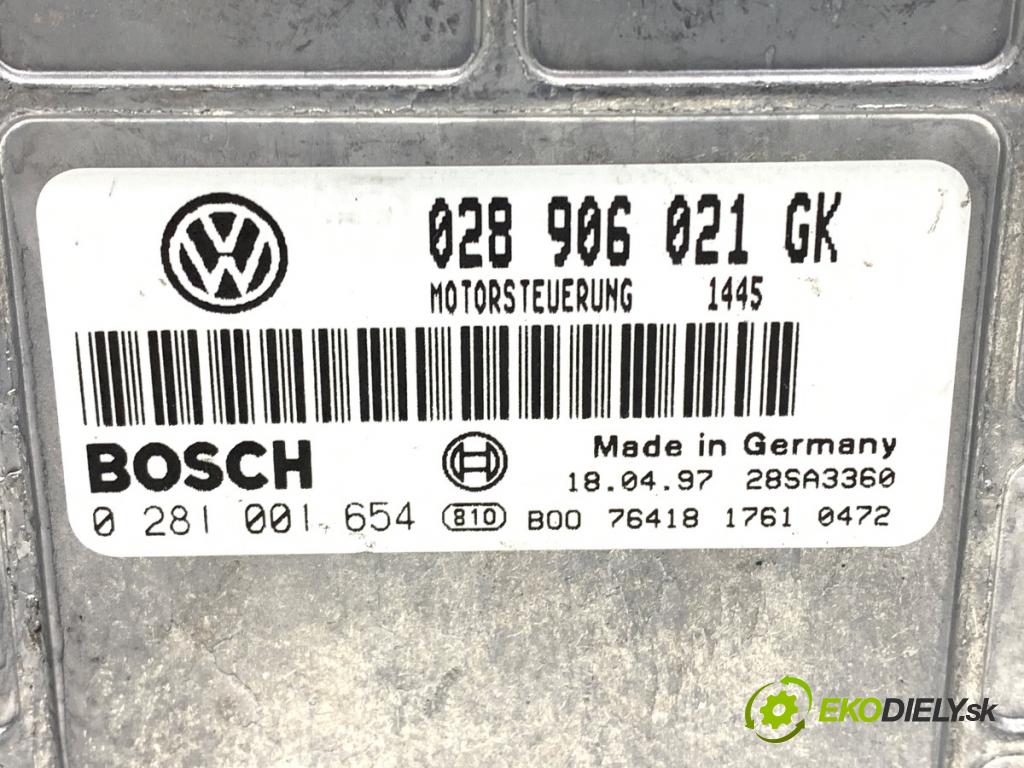 028 906 021 GK
MOTORSTEUERUNG 1445
BOSCH
Made in Germany
18.04.97 28SA3360
0 281 001 654 810 B00 76418 1761 0472
EKODIELY.sk